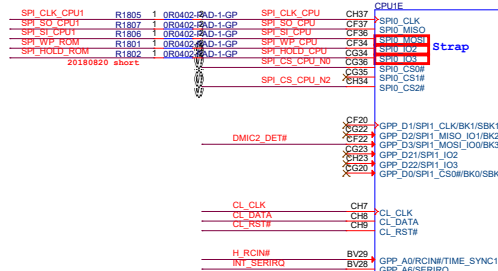 CPU1E
SPI_CLK_CPU1 R1805 1 0R0402-PAD-1-GP SPI_CLK_CPU CH37 SPI0_CLK
SPI_SO_CPU1 R1807 1 0R0402-PAD-1-GP SPI_SO_CPU CF37 SPI0_MISO
SPI_SI_CPU1 R1806 1 0R0402-PAD-1-GP SPI_SI_CPU CF36 SPI0_MOSI
SPI_WP_ROM R1801 1 0R0402-PAD-1-GP SPI_WP_CPU CF34 SPI0_IO2 Strap
SPI_HOLD_ROM R1802 1 0R0402-PAD-1-GP SPI_HOLD_CPU CG34 SPI0_IO3
20180820 short SPI_CS_CPU_N0 CG36 SPI0_CS0#
CG35 SPI0_CS1#
SPI_CS_CPU_N2 CH34 SPI0_CS2#
CF20 GPP_D1/SPI1_CLK/BK1/SBK1
CG22 GPP_D2/SPI1_MISO_IO1/BK2
DMIC2_DET# CF22 GPP_D3/SPI1_MOSI_IO0/BK3
CG23 GPP_D21/SPI1_IO2
CH23 GPP_D22/SPI1_IO3
CG20 GPP_D0/SPI1_CS0#/BK0/SBK
CL_CLK CH7 CL_CLK
CL_DATA CH8 CL_DATA
CL_RST# CH9 CL_RST#
H_RCIN# BV29 GPP_A0/RCIN#/TIME_SYNC1
INT_SERIRQ BV28 GPP_A6/SERIRQ